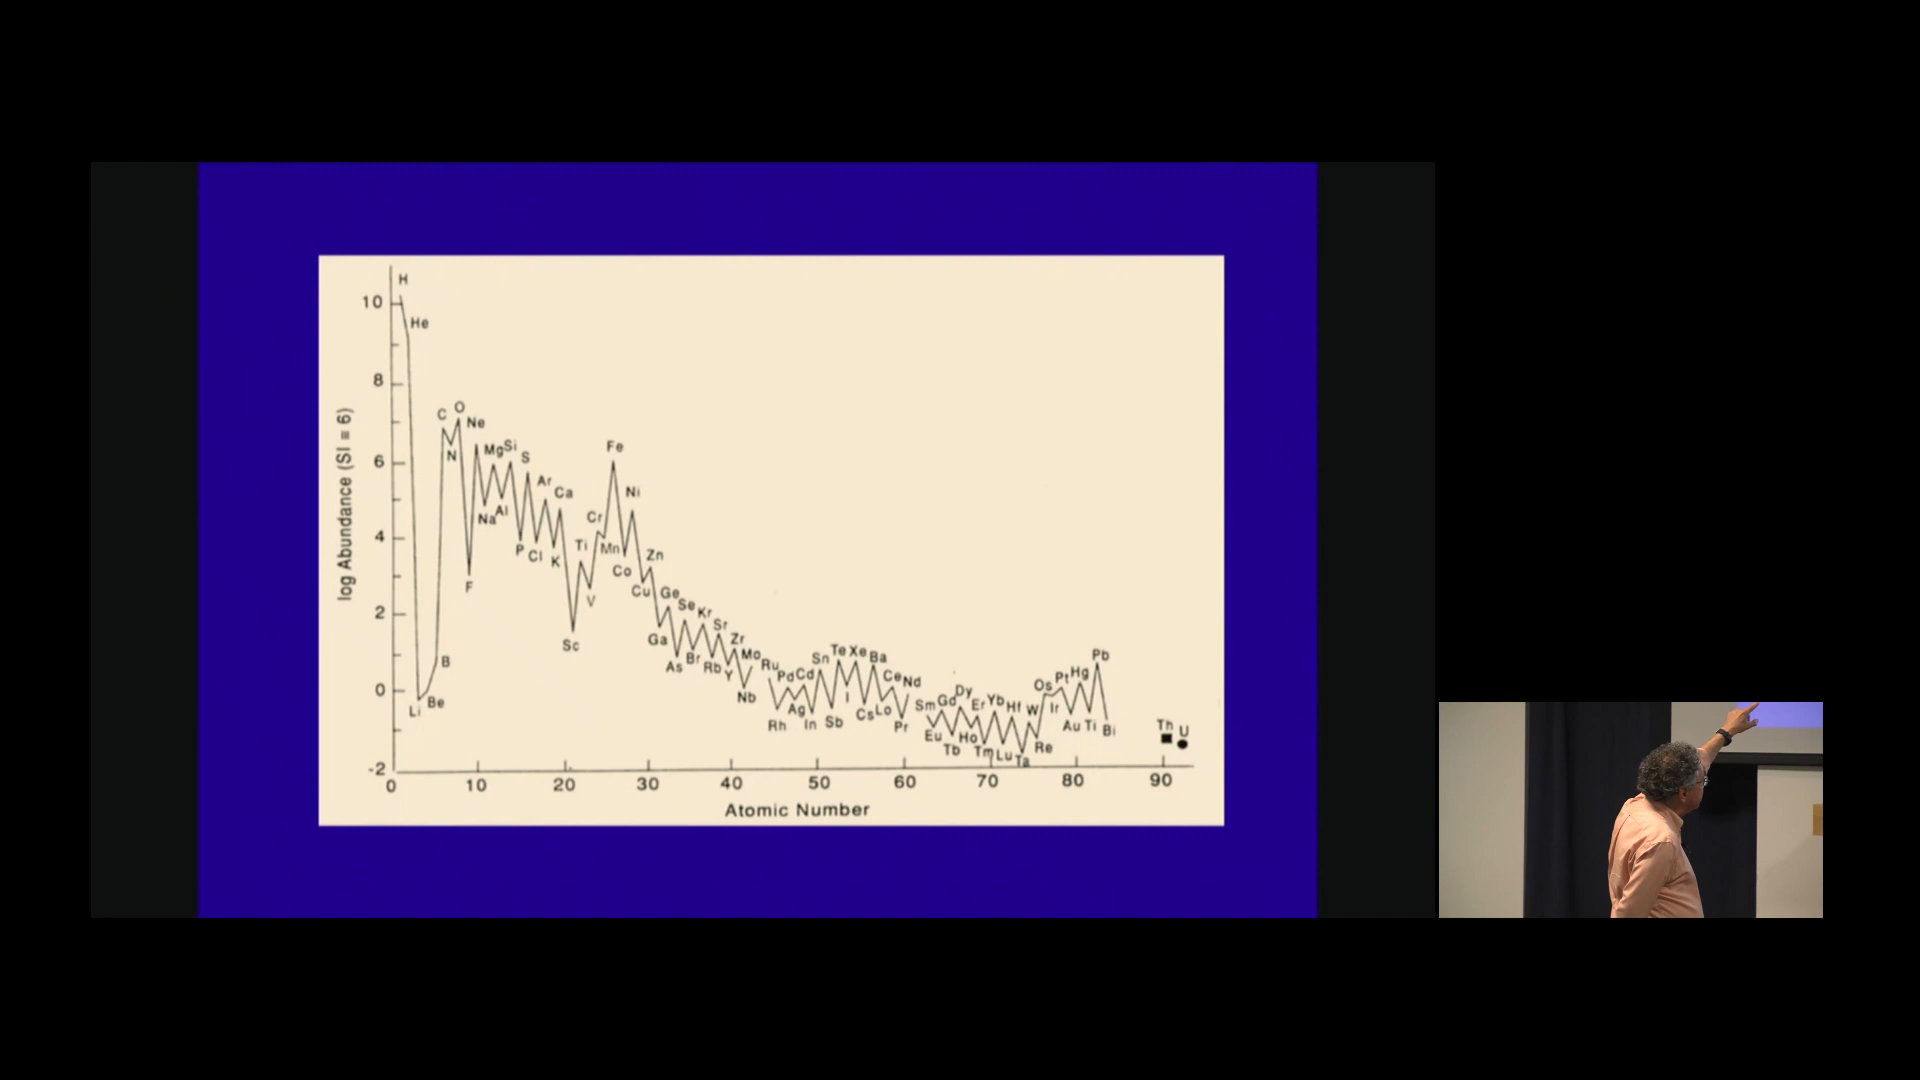 H
10
He
8
C
O
Ne
N
Mg
Si
S
6
Fe
Ar
Ca
Ni
Na
Al
Cr
4
P
Cl
K
Ti
Mn
Zn
Co
F
V
Cu
Ge
Se
Kr
2
Sr
Sc
Ga
Zr
As
Br
Rb
Y
Mo
B
Nb
Ru
Sn
Te
Xe
Ba
Pb
Pd
Cd
Ce
Nd
Os
Pt
Hg
0
Li
Be
Rh
Ag
In
Sb
I
Cs
Lo
Pr
Sm
Gd
Dy
Er
Yb
Hf
W
Ir
Au
Ti
Bi
Th
U
Eu
Tb
Ho
Tm
Lu
Ta
Re
-2
0
10
20
30
40
50
60
70
80
90
log Abundance (SI ≡ 6)
Atomic Number